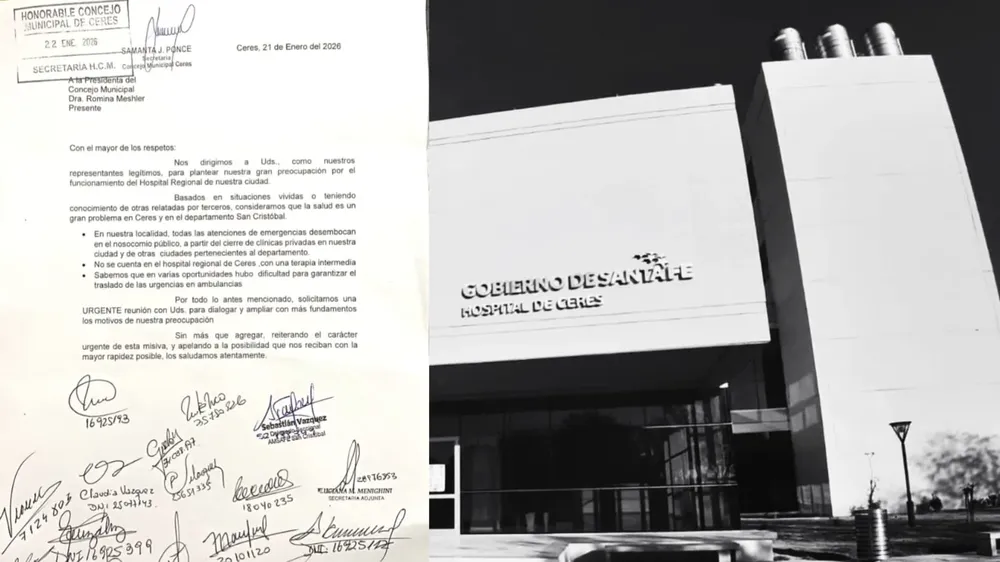 HONORABLE CONCEJO
MUNICIPAL DE CERES
22 ENE. 2026
SECRETARÍA H.C.M.
SAMANTA J. PONCE
Secretaria
Concejo Municipal Ceres
Ceres, 21 de Enero del 2026
A la Presidenta del
Concejo Municipal
Dra. Romina Meshler
Presente
Con el mayor de los respetos:
Nos dirigimos a Uds., como nuestros
representantes legítimos, para plantear nuestra gran preocupación por el
funcionamiento del Hospital Regional de nuestra ciudad.
Basados en situaciones vividas o teniendo
conocimiento de otras relatadas por terceros, consideramos que la salud es un
gran problema en Ceres y en el departamento San Cristóbal.
• En nuestra localidad, todas las atenciones de emergencias desembocan
en el nosocomio público, a partir del cierre de clínicas privadas en nuestra
ciudad y de otras ciudades pertenecientes al departamento.
• No se cuenta en el hospital regional de Ceres ,con una terapia intermedia
• Sabemos que en varias oportunidades hubo dificultad para garantizar el
traslado de las urgencias en ambulancias
Por todo lo antes mencionado, solicitamos una
URGENTE reunión con Uds. para dialogar y ampliar con más fundamentos
los motivos de nuestra preocupación
Sin más que agregar, reiterando el carácter
urgente de esta misiva, y apelando a la posibilidad que nos reciban con la
mayor rapidez posible, los saludamos atentamente.
Sebastián Vazquez
San Cristobal
Claudia Vazquez
18040235
MENIGHINI
SECRETARIA ADJUNTA
GOBIERNO DE SANTA FE
HOSPITAL DE CERES